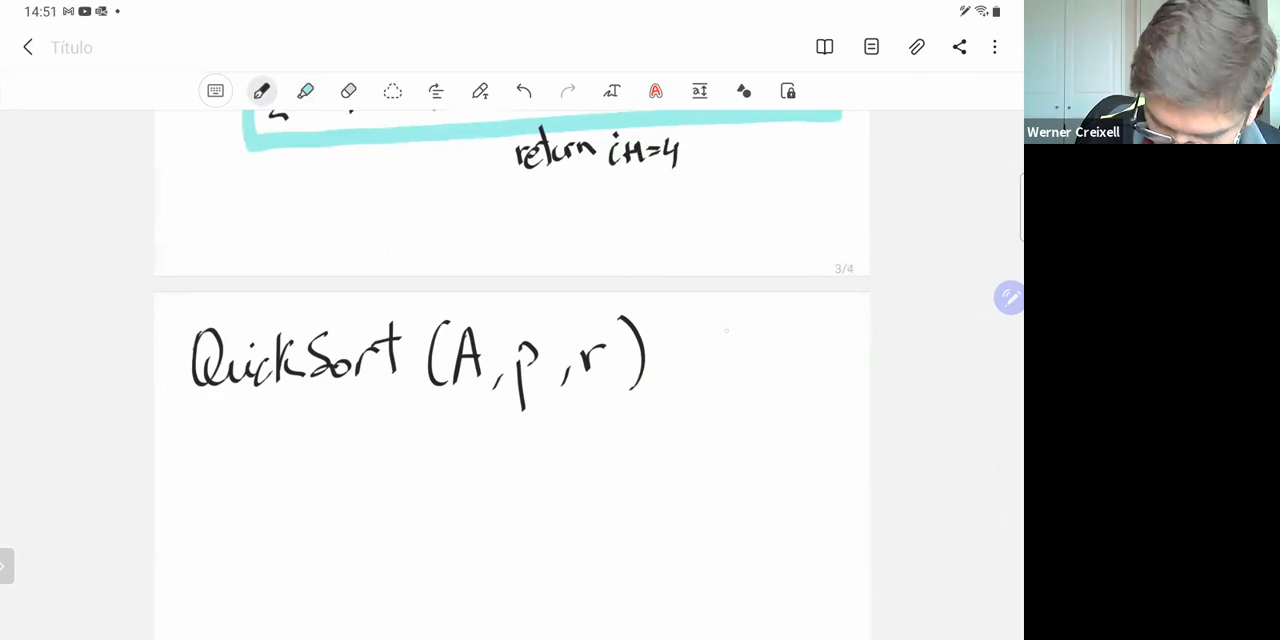 14:51
Título
return i+1=4
3/4
QuickSort (A, p, r)
Werner Creixell